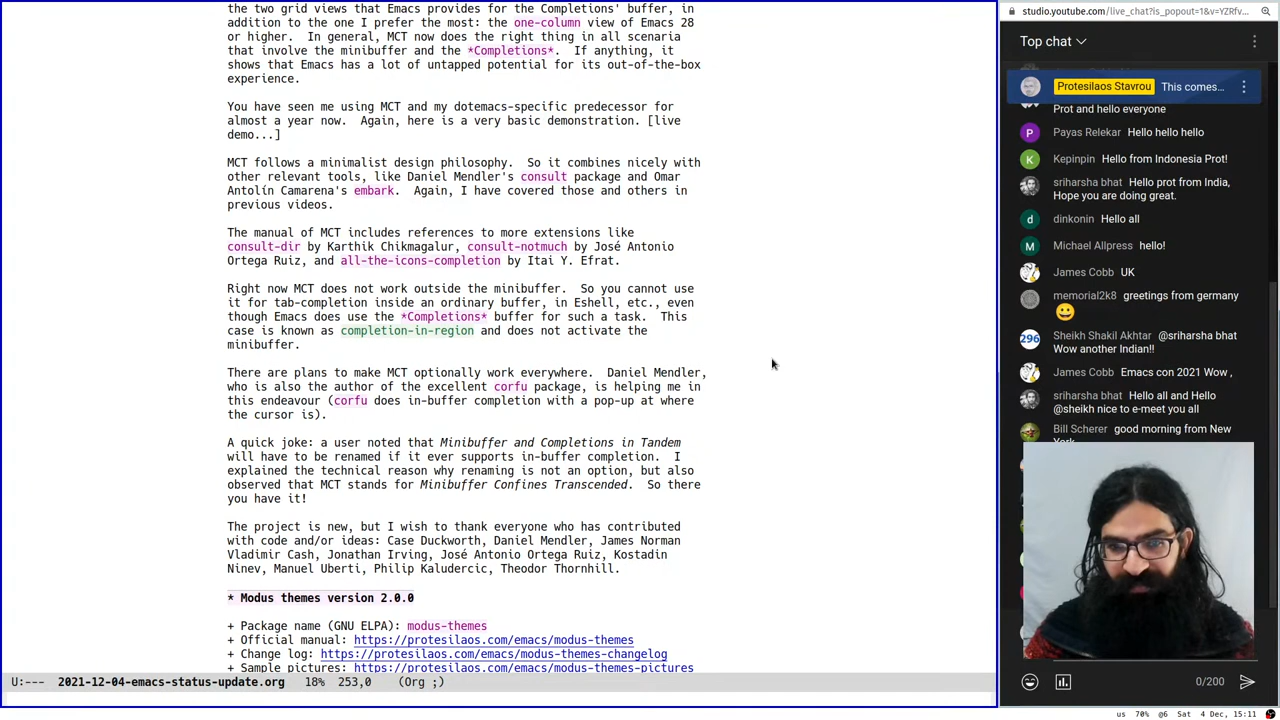 the two grid views that Emacs provides for the Completions' buffer, in
addition to the one I prefer the most: the one-column view of Emacs 28
or higher.  In general, MCT now does the right thing in all scenaria
that involve the minibuffer and the *Completions*.  If anything, it
shows that Emacs has a lot of untapped potential for its out-of-the-box
experience.
You have seen me using MCT and my dotemacs-specific predecessor for
almost a year now.  Again, here is a very basic demonstration. [live
demo...]
MCT follows a minimalist design philosophy.  So it combines nicely with
other relevant tools, like Daniel Mendler's consult package and Omar
Antolín Camarena's embark.  Again, I have covered those and others in
previous videos.
The manual of MCT includes references to more extensions like
consult-dir by Karthik Chikmagalur, consult-notmuch by José Antonio
Ortega Ruiz, and all-the-icons-completion by Itai Y. Efrat.
Right now MCT does not work outside the minibuffer.  So you cannot use
it for tab-completion inside an ordinary buffer, in Eshell, etc., even
though Emacs does use the *Completions* buffer for such a task.  This
case is known as completion-in-region and does not activate the
minibuffer.
There are plans to make MCT optionally work everywhere.  Daniel Mendler,
who is also the author of the excellent corfu package, is helping me in
this endeavour (corfu does in-buffer completion with a pop-up at where
the cursor is).
A quick joke: a user noted that Minibuffer and Completions in Tandem
will have to be renamed if it ever supports in-buffer completion.  I
explained the technical reason why renaming is not an option, but also
observed that MCT stands for Minibuffer Confines Transcended.  So there
you have it!
The project is new, but I wish to thank everyone who has contributed
with code and/or ideas: Case Duckworth, Daniel Mendler, James Norman
Vladimir Cash, Jonathan Irving, José Antonio Ortega Ruiz, Kostadin
Ninev, Manuel Uberti, Philip Kaludercic, Theodor Thornhill.
* Modus themes version 2.0.0
+ Package name (GNU ELPA): modus-themes
+ Official manual: https://protesilaos.com/emacs/modus-themes
+ Change log: https://protesilaos.com/emacs/modus-themes-changelog
+ Sample pictures: https://protesilaos.com/emacs/modus-themes-pictures
U:---  2021-12-04-emacs-status-update.org   18%  253,0   (Org ;)
studio.youtube.com/live_chat?is_popout=1&v=YZRfv...
Top chat
Protesilaos Stavrou This comes...
Prot and hello everyone
P Payas Relekar Hello hello hello
K Kepinpin Hello from Indonesia Prot!
sriharsha bhat Hello prot from India,
Hope you are doing great.
d dinkonin Hello all
M Michael Allpress hello!
James Cobb UK
memorial2k8 greetings from germany
296 Sheikh Shakil Akhtar @sriharsha bhat
Wow another Indian!!
James Cobb Emacs con 2021 Wow ,
sriharsha bhat Hello all and Hello
@sheikh nice to e-meet you all
Bill Scherer good morning from New
York
0/200
us 70% @6 Sat 4 Dec, 15:11